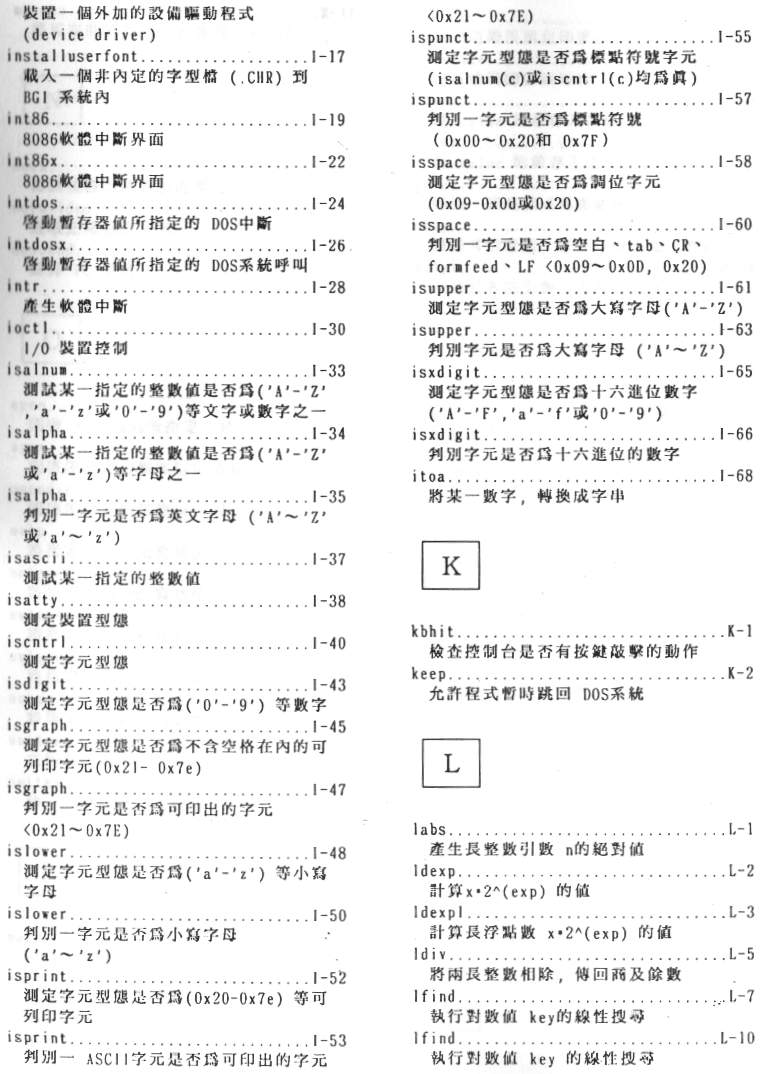 裝置一個外加的設備驅動程式
(device driver)
installuserfont....................I-17
載入一個非內定的字型檔 (.CHR) 到
BGI 系統內
int86..............................I-19
8086軟體中斷界面
int86x.............................I-22
8086軟體中斷界面
intdos.............................I-24
啓動暫存器値所指定的 DOS中斷
intdosx............................I-26
啓動暫存器値所指定的 DOS系統呼叫
intr...............................I-28
產生軟體中斷
ioctl..............................I-30
I/O 裝置控制
isalnum............................I-33
測試某一指定的整數値是否爲('A'-'Z'
,'a'-'z'或'0'-'9')等文字或數字之一
isalpha............................I-34
測試某一指定的整數値是否爲('A'-'Z'
或'a'-'z')等字母之一
isalpha............................I-35
判別一字元是否爲英文字母 ('A'～'Z'
或'a'～'z')
isascii............................I-37
測試某一指定的整數値
isatty.............................I-38
測定裝置型態
iscntrl............................I-40
測定字元型態
isdigit............................I-43
測定字元型態是否爲('0'-'9') 等數字
isgraph............................I-45
測定字元型態是否爲不含空格在內的可
列印字元(0x21- 0x7e)
isgraph............................I-47
判別一字元是否爲可印出的字元
<0x21～0x7E)
islower............................I-48
測定字元型態是否爲('a'-'z') 等小寫
字母
islower............................I-50
判別一字元是否爲小寫字母
('a'～'z')
isprint............................I-52
測定字元型態是否爲(0x20-0x7e) 等可
列印字元
isprint............................I-53
判別一 ASCII字元是否爲可印出的字元
<0x21～0x7E)
ispunct............................I-55
測定字元型態是否爲標點符號字元
(isalnum(c)或iscntrl(c)均爲眞)
ispunct............................I-57
判別一字元是否爲標點符號
(0x00～0x20和 0x7F)
isspace............................I-58
測定字元型態是否爲調位字元
(0x09-0x0d或0x20)
isspace............................I-60
判別一字元是否爲空白、tab、CR、
formfeed、LF <0x09～0x0D, 0x20)
isupper............................I-61
測定字元型態是否爲大寫字母('A'-'Z')
isupper............................I-63
判別字元是否爲大寫字母 ('A'～'Z')
isxdigit...........................I-65
測定字元型態是否爲十六進位數字
('A'-'F','a'-'f'或'0'-'9')
isxdigit...........................I-66
判別字元是否爲十六進位的數字
itoa...............................I-68
將某一數字, 轉換成字串
K
kbhit..............................K-1
檢查控制台是否有按鍵敲擊的動作
keep...............................K-2
允許程式暫時跳回 DOS系統
L
labs...............................L-1
產生長整數引數 n的絕對値
ldexp..............................L-2
計算x•2^(exp) 的値
ldexpl.............................L-3
計算長浮點數 x•2^(exp) 的値
ldiv...............................L-5
將兩長整數相除, 傳回商及餘數
lfind..............................L-7
執行對數値 key的線性搜尋
lfind..............................L-10
執行對數値 key 的線性搜尋